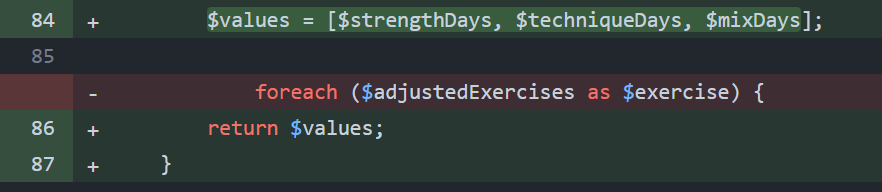 84 + $values = [$strengthDays, $techniqueDays, $mixDays];
85
- foreach ($adjustedExercises as $exercise) {
86 + return $values;
87 + }